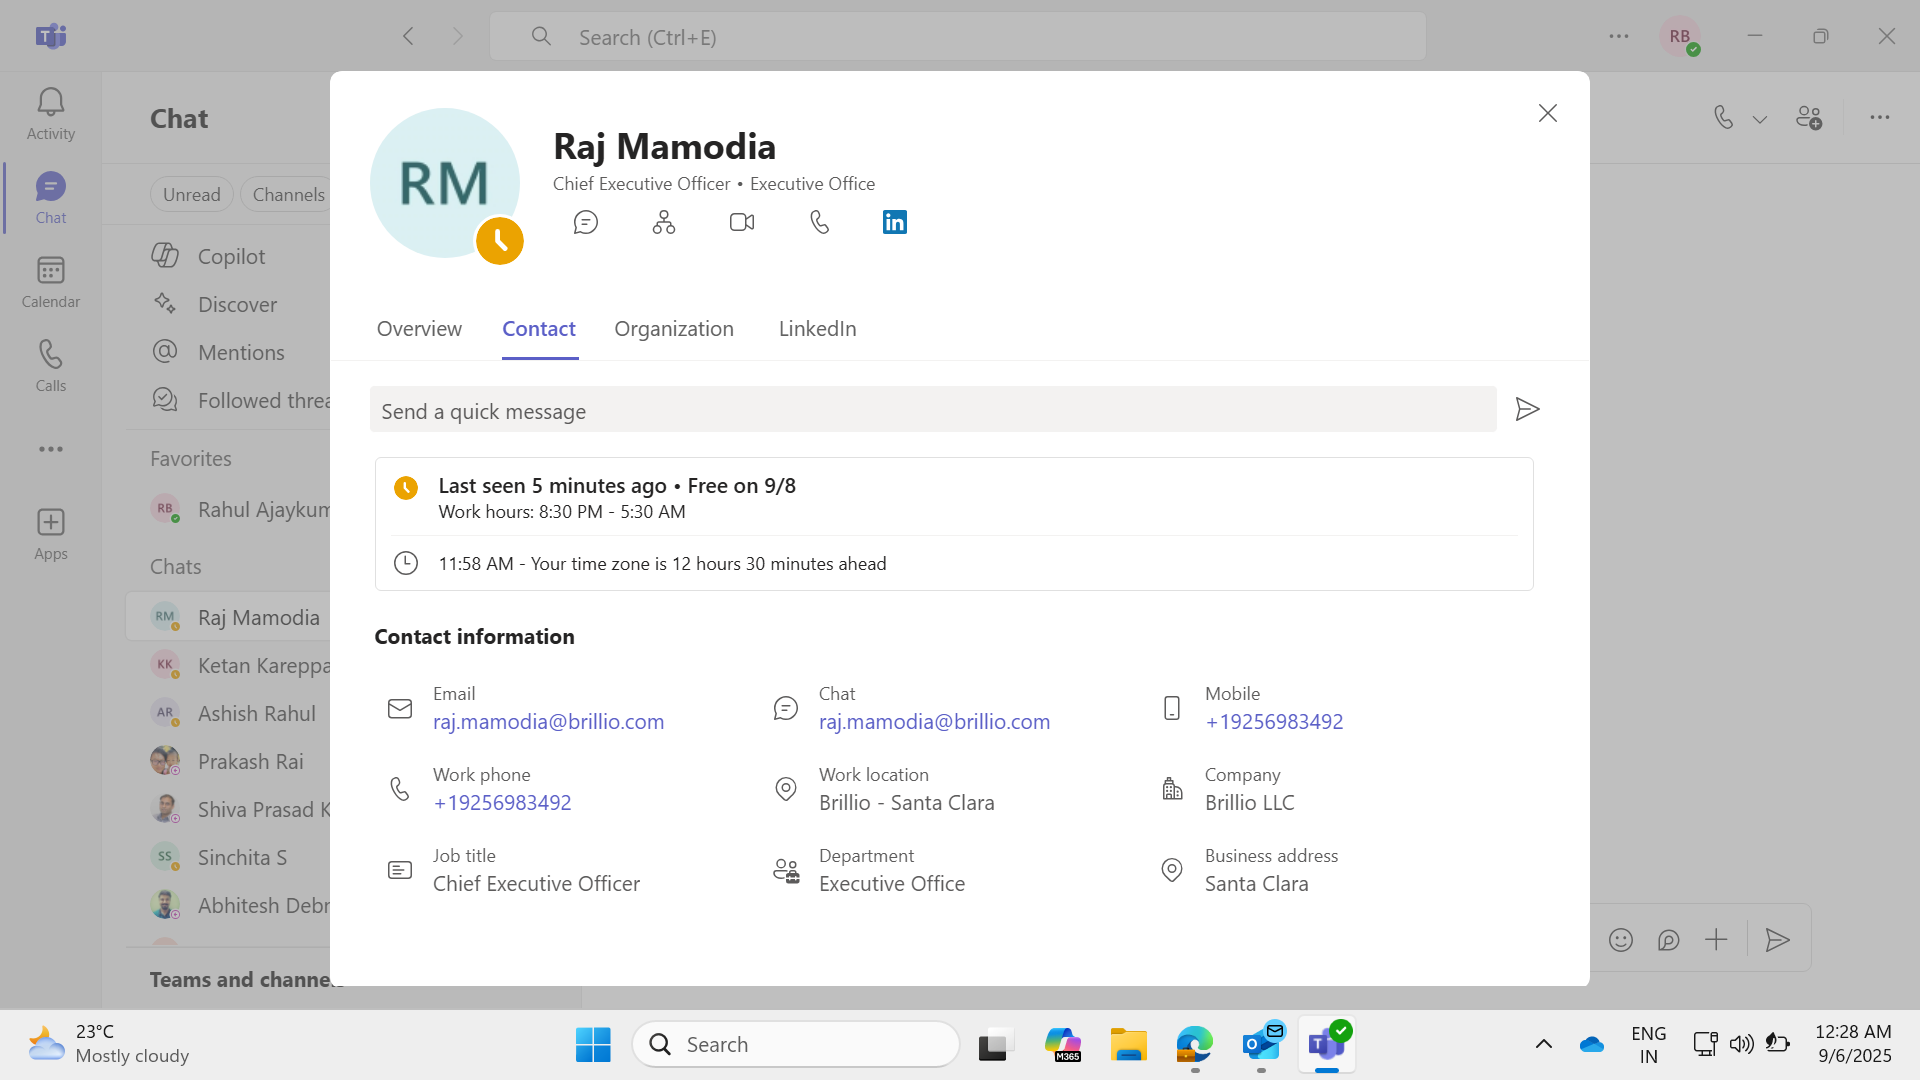 Search (Ctrl+E)
RB
Activity
Chat
Calendar
Calls
Apps
Chat
Unread
Channels
Copilot
Discover
Mentions
Followed threa
Favorites
RB
Rahul Ajaykum
Chats
RM
Raj Mamodia
KK
Ketan Kareppa
AR
Ashish Rahul
Prakash Rai
Shiva Prasad K
SS
Sinchita S
Abhitesh Debr
Teams and channels
RM
Raj Mamodia
Chief Executive Officer • Executive Office
in
Overview
Contact
Organization
LinkedIn
Send a quick message
Last seen 5 minutes ago • Free on 9/8
Work hours: 8:30 PM - 5:30 AM
11:58 AM - Your time zone is 12 hours 30 minutes ahead
Contact information
Email
raj.mamodia@brillio.com
Chat
raj.mamodia@brillio.com
Mobile
+19256983492
Work phone
+19256983492
Work location
Brillio - Santa Clara
Company
Brillio LLC
Job title
Chief Executive Officer
Department
Executive Office
Business address
Santa Clara
23°C
Mostly cloudy
Search
M365
ENG
IN
12:28 AM
9/6/2025